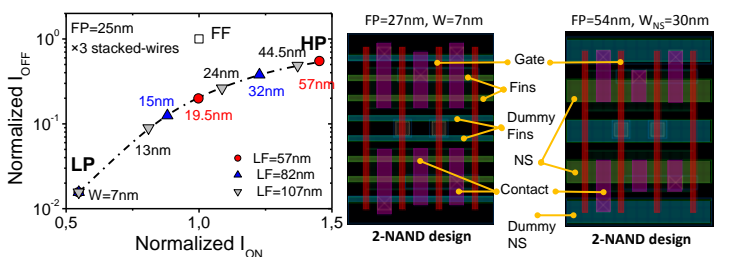 FP=25nm
×3 stacked-wires
FF
HP
44.5nm
24nm
57nm
32nm
15nm
19.5nm
13nm
LP
W=7nm
LF=57nm
LF=82nm
LF=107nm
10⁰
10⁻¹
10⁻²
Normalized I_OFF
0,5
1,0
1,5
Normalized I_ON
FP=27nm, W=7nm
2-NAND design
Gate
Fins
Dummy
Fins
NS
Contact
Dummy
NS
FP=54nm, W_NS=30nm
2-NAND design